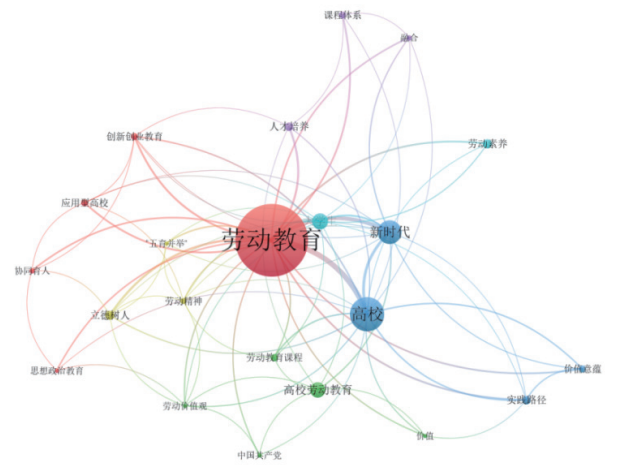 课程体系
融合
人才培养
创新创业教育
劳动素养
应用型高校
劳动教育
新时代
"五育并举"
协同育人
劳动精神
立德树人
高校
劳动教育课程
思想政治教育
价值意蕴
高校劳动教育
实践路径
劳动价值观
价值
中国共产党